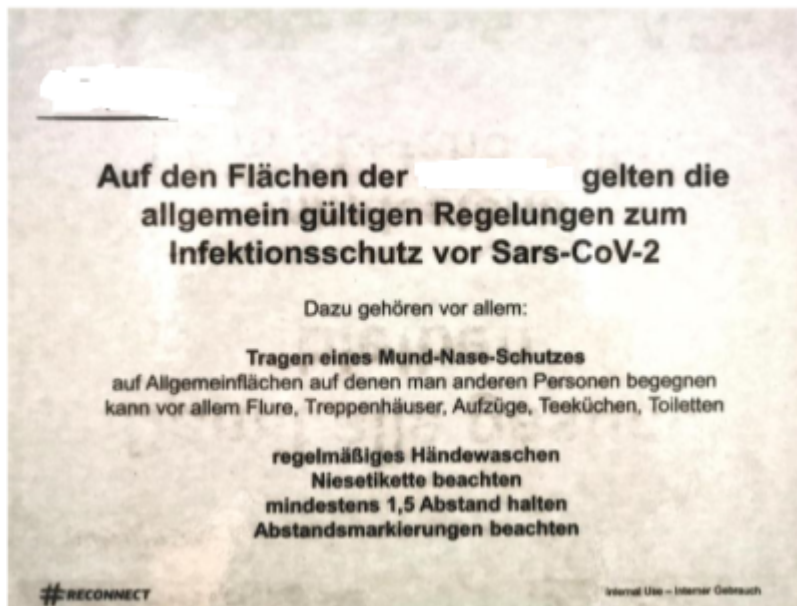 Auf den Flächen der gelten die
allgemein gültigen Regelungen zum
Infektionsschutz vor Sars-CoV-2
Dazu gehören vor allem:
Tragen eines Mund-Nase-Schutzes
auf Allgemeinflächen auf denen man anderen Personen begegnen
kann vor allem Flure, Treppenhäuser, Aufzüge, Teeküchen, Toiletten
regelmäßiges Händewaschen
Niesetikette beachten
mindestens 1,5 Abstand halten
Abstandsmarkierungen beachten
#RECONNECT
Internal Use – Interner Gebrauch